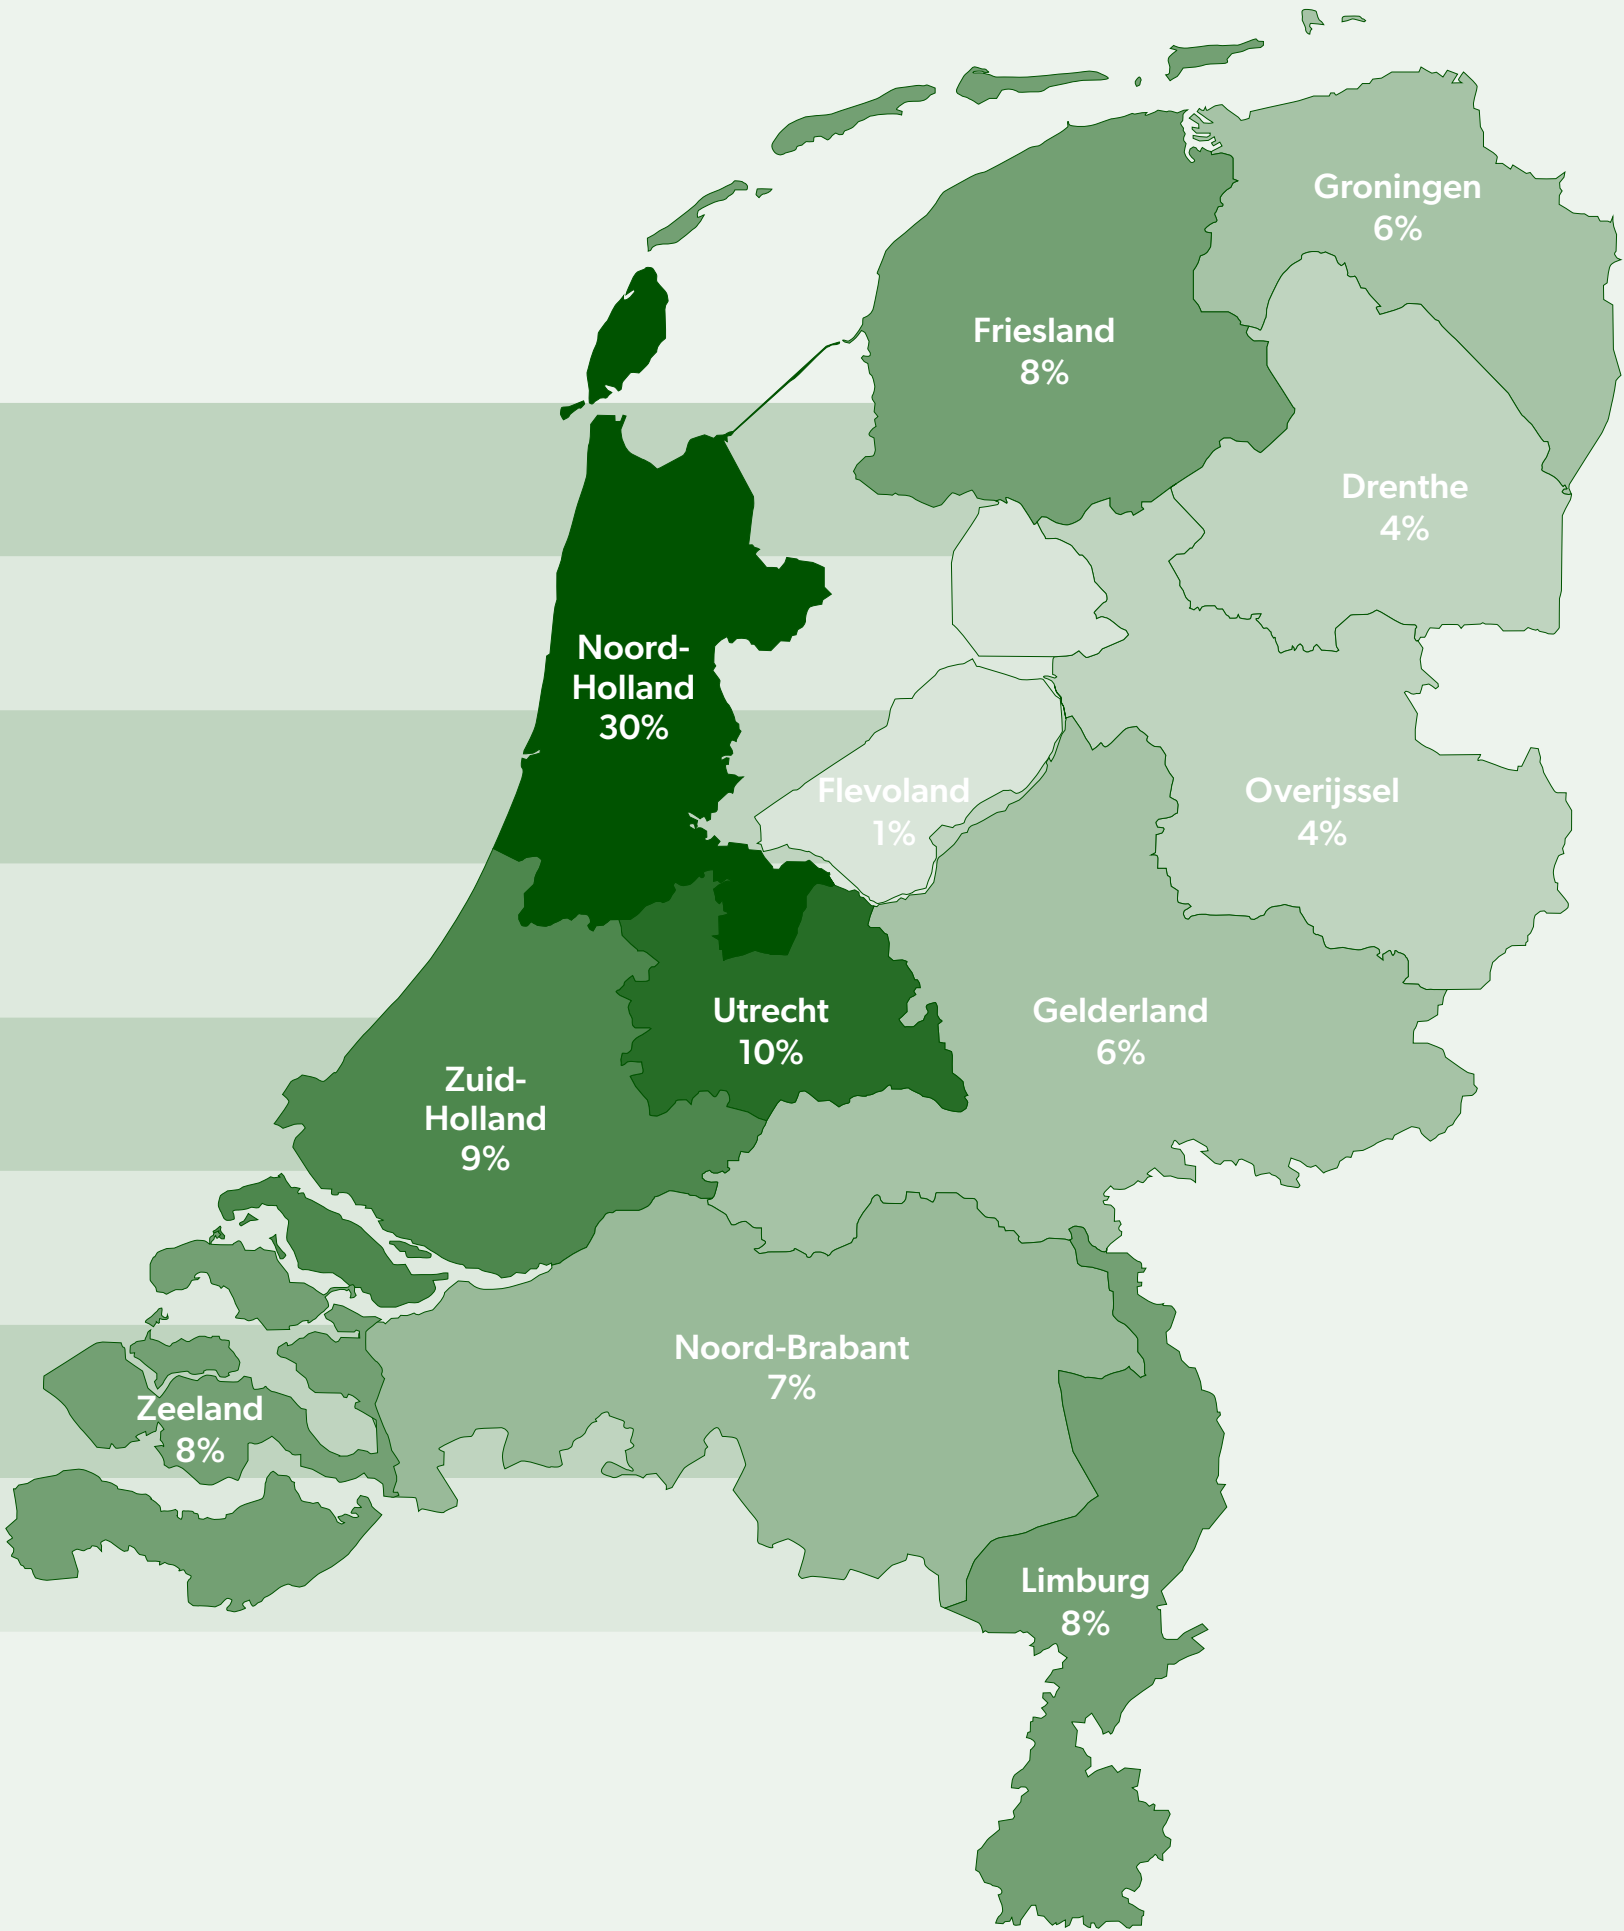 Groningen
6%
Friesland
8%
Drenthe
4%
Noord-
Holland
30%
Flevoland
1%
Overijssel
4%
Utrecht
10%
Gelderland
6%
Zuid-
Holland
9%
Noord-Brabant
7%
Zeeland
8%
Limburg
8%